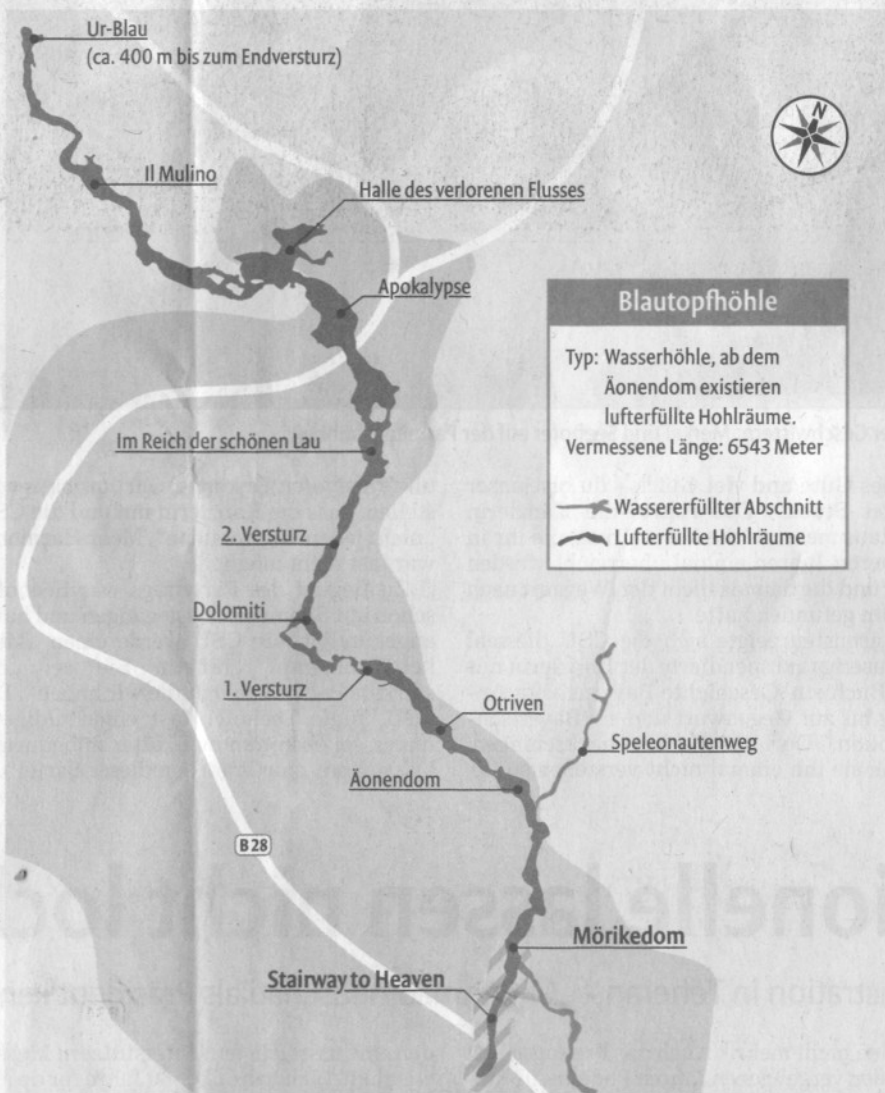 Ur-Blau
(ca. 400 m bis zum Endversturz)
N
Il Mulino
Halle des verlorenen Flusses
Apokalypse
Blautopfhöhle
Typ: Wasserhöhle, ab dem
Äonendom existieren
lufterfüllte Hohlräume.
Vermessene Länge: 6543 Meter
Wassererfüllter Abschnitt
Lufterfüllte Hohlräume
Im Reich der schönen Lau
2. Versturz
Dolomiti
1. Versturz
Otriven
Speleonautenweg
Äonendom
B 28
Mörikedom
Stairway to Heaven